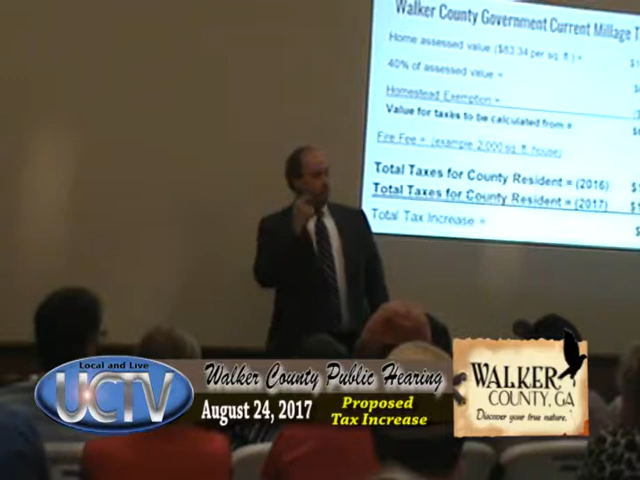 Walker County Government Current Millage T
Home assessed value ($83.34 per sq. ft.) =
40% of assessed value =
Homestead Exemption =
Value for taxes to be calculated from =
Fire Fee = (example 2,000 sq. ft. house)
Total Taxes for County Resident = (2016)
Total Taxes for County Resident = (2017)
Total Tax Increase =
Local and Live
UCTV
Walker County Public Hearing
August 24, 2017
Proposed
Tax Increase
WALKER
COUNTY, GA
Discover your true nature.